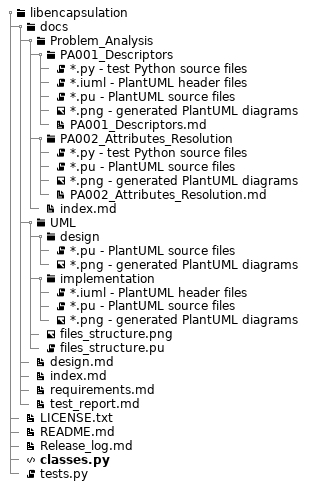 libencapsulation
docs
Problem_Analysis
PA001_Descriptors
*.py - test Python source files
*.iuml - PlantUML header files
*.pu - PlantUML source files
*.png - generated PlantUML diagrams
PA001_Descriptors.md
PA002_Attributes_Resolution
*.py - test Python source files
*.pu - PlantUML source files
*.png - generated PlantUML diagrams
PA002_Attributes_Resolution.md
index.md
UML
design
*.pu - PlantUML source files
*.png - generated PlantUML diagrams
implementation
*.iuml - PlantUML header files
*.pu - PlantUML source files
*.png - generated PlantUML diagrams
files_structure.png
files_structure.pu
design.md
index.md
requirements.md
test_report.md
LICENSE.txt
README.md
Release_log.md
classes.py
tests.py